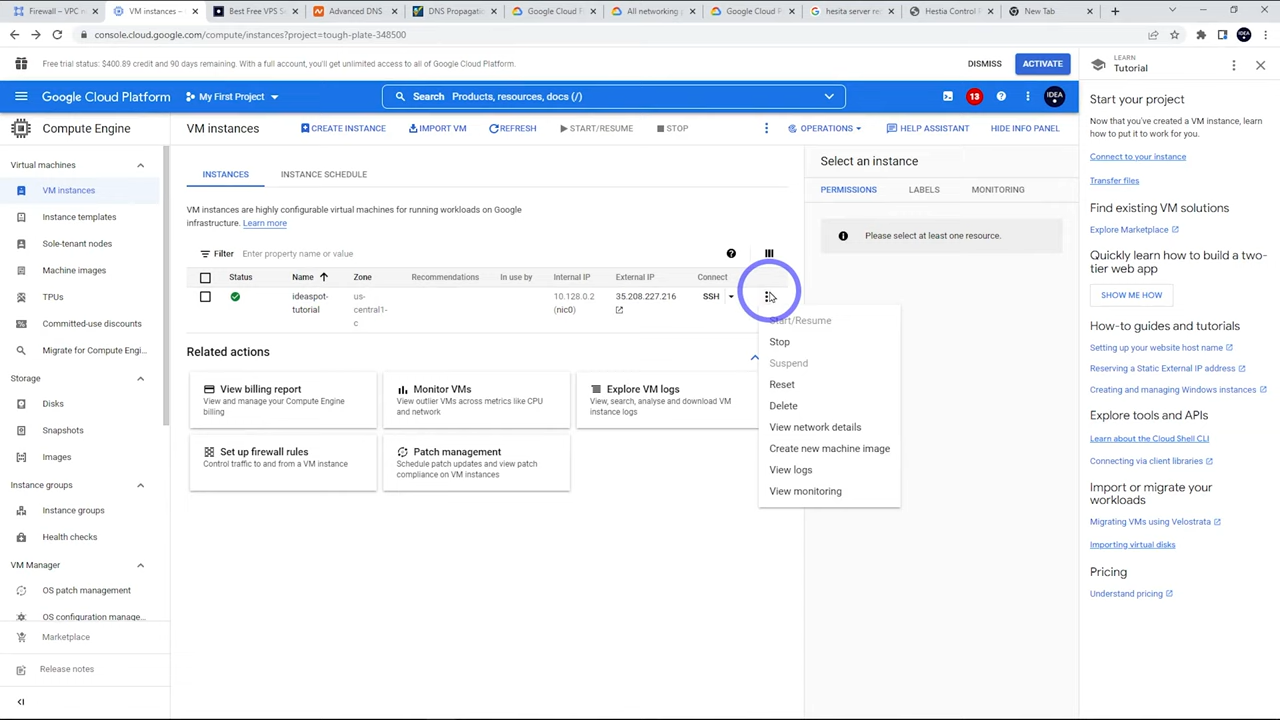 Firewall – VPC n
VM instances –
Best Free VPS Se
Advanced DNS
DNS Propagatio
Google Cloud F
All networking p
Google Cloud P
hesita server re
Hestia Control P
New Tab
console.cloud.google.com/compute/instances?project=tough-plate-348500
IDEA
Free trial status: $400.89 credit and 90 days remaining. With a full account, you'll get unlimited access to all of Google Cloud Platform.
DISMISS
ACTIVATE
LEARN
Tutorial
Google Cloud Platform
My First Project
Search Products, resources, docs (/)
13
IDEA
Compute Engine
VM instances
CREATE INSTANCE
IMPORT VM
REFRESH
START/RESUME
STOP
OPERATIONS
HELP ASSISTANT
HIDE INFO PANEL
Virtual machines
VM instances
Instance templates
Sole-tenant nodes
Machine images
TPUs
Committed-use discounts
Migrate for Compute Engi...
Storage
Disks
Snapshots
Images
Instance groups
Instance groups
Health checks
VM Manager
OS patch management
OS configuration manage...
Marketplace
Release notes
INSTANCES
INSTANCE SCHEDULE
VM instances are highly configurable virtual machines for running workloads on Google
infrastructure. Learn more
Filter Enter property name or value
Status Name Zone Recommendations In use by Internal IP External IP Connect
ideaspot-
tutorial
us-
central1-
c
10.128.0.2
(nic0)
35.208.227.216
SSH
Start/Resume
Stop
Suspend
Reset
Delete
View network details
Create new machine image
View logs
View monitoring
Related actions
View billing report
View and manage your Compute Engine
billing
Monitor VMs
View outlier VMs across metrics like CPU
and network
Explore VM logs
View, search, analyse and download VM
instance logs
Set up firewall rules
Control traffic to and from a VM instance
Patch management
Schedule patch updates and view patch
compliance on VM instances
Select an instance
PERMISSIONS
LABELS
MONITORING
Please select at least one resource.
Start your project
Now that you've created a VM instance, learn
how to put it to work for you.
Connect to your instance
Transfer files
Find existing VM solutions
Explore Marketplace
Quickly learn how to build a two-
tier web app
SHOW ME HOW
How-to guides and tutorials
Setting up your website host name
Reserving a Static External IP address
Creating and managing Windows instances
Explore tools and APIs
Learn about the Cloud Shell CLI
Connecting via client libraries
Import or migrate your
workloads
Migrating VMs using Velostrata
Importing virtual disks
Pricing
Understand pricing